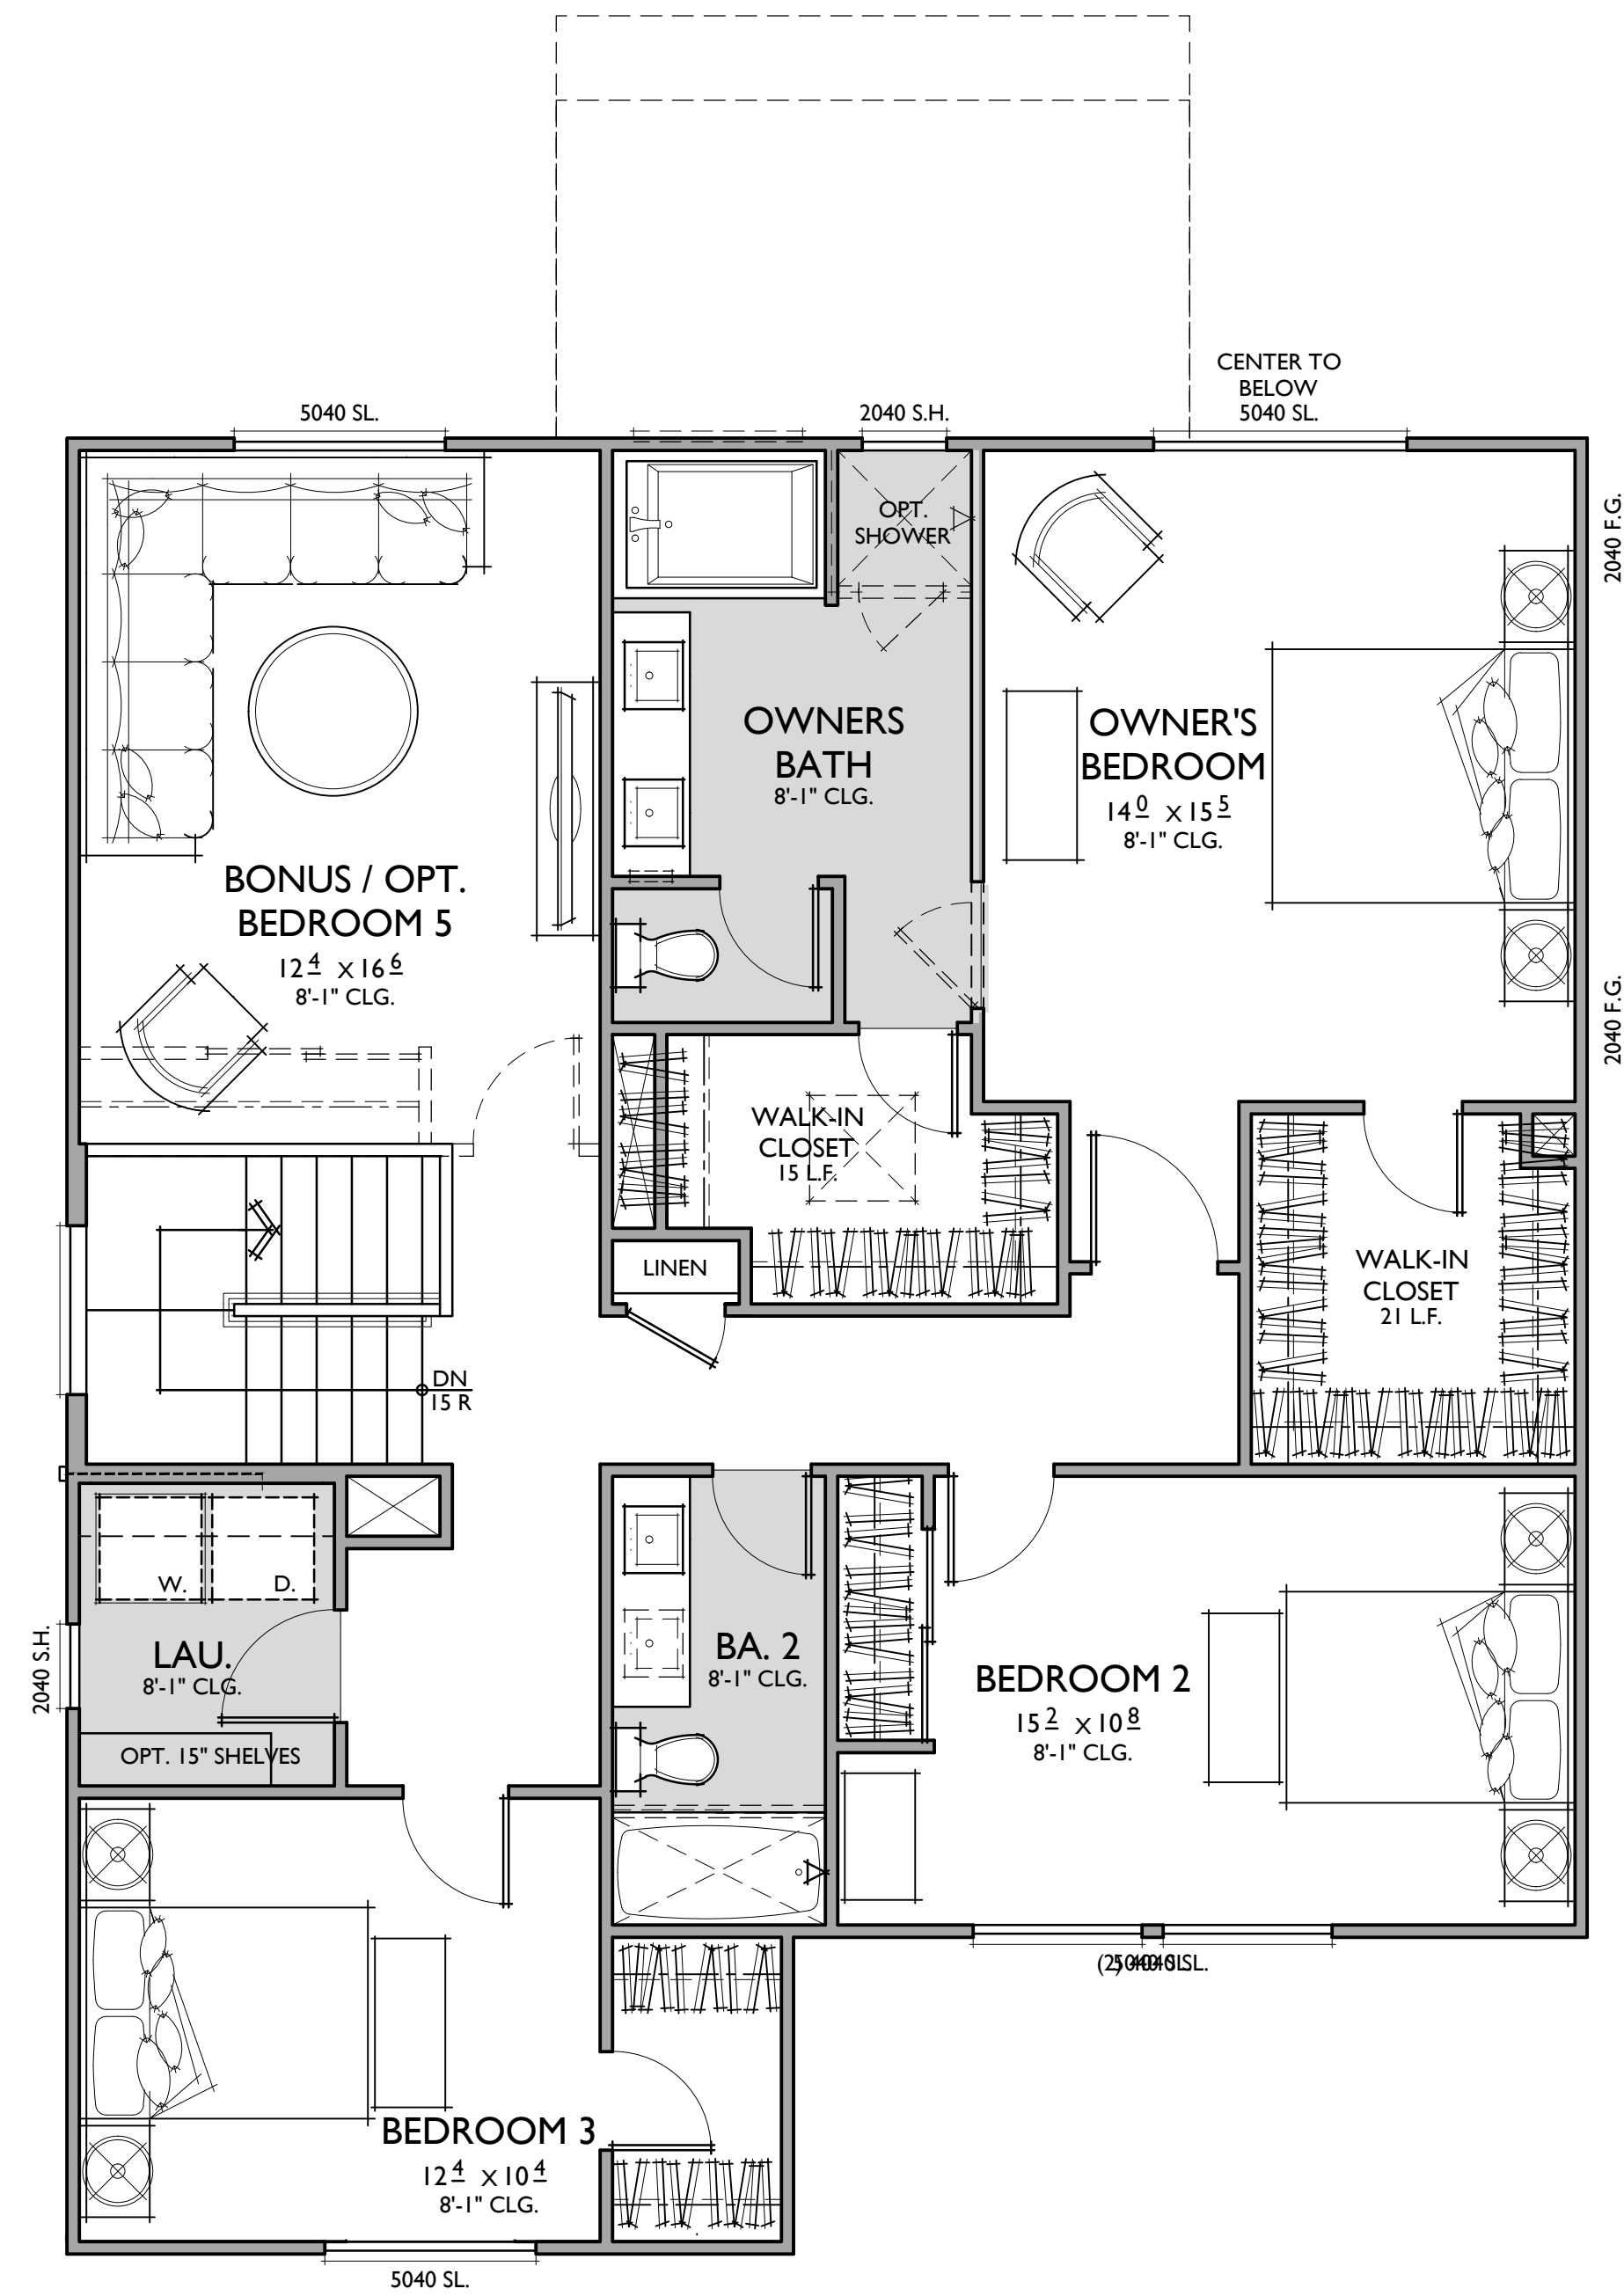 CENTER TO
BELOW
5040 SL.
2040 S.H.
5040 SL.
2040 F.G.
OPT.
SHOWER
OWNERS
BATH
8'-1" CLG.
OWNER'S
BEDROOM
14 0 X 15 5
8'-1" CLG.
BONUS / OPT.
BEDROOM 5
12 4 X 16 6
8'-1" CLG.
2040 F.G.
WALK-IN
CLOSET
15 L.F.
LINEN
WALK-IN
CLOSET
21 L.F.
DN
15 R
W.
D.
LAU.
8'-1" CLG.
2040 S.H.
OPT. 15" SHELVES
BA. 2
8'-1" CLG.
BEDROOM 2
15 2 X 10 8
8'-1" CLG.
BEDROOM 3
12 4 X 10 4
8'-1" CLG.
5040 SL.